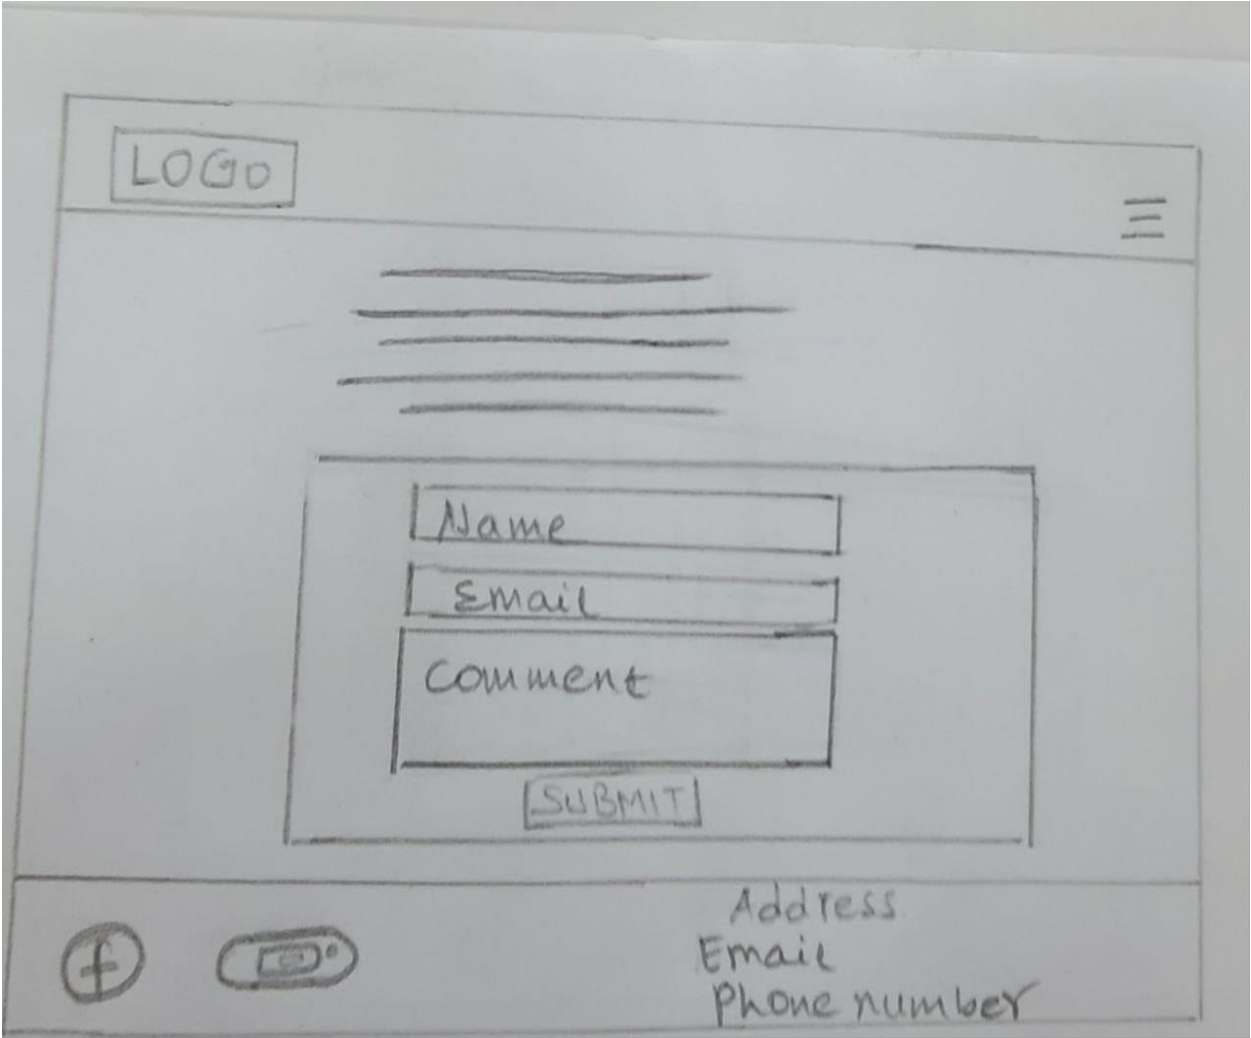 LOGO
Name
Email
Comment
SUBMIT
Address
Email
Phone number